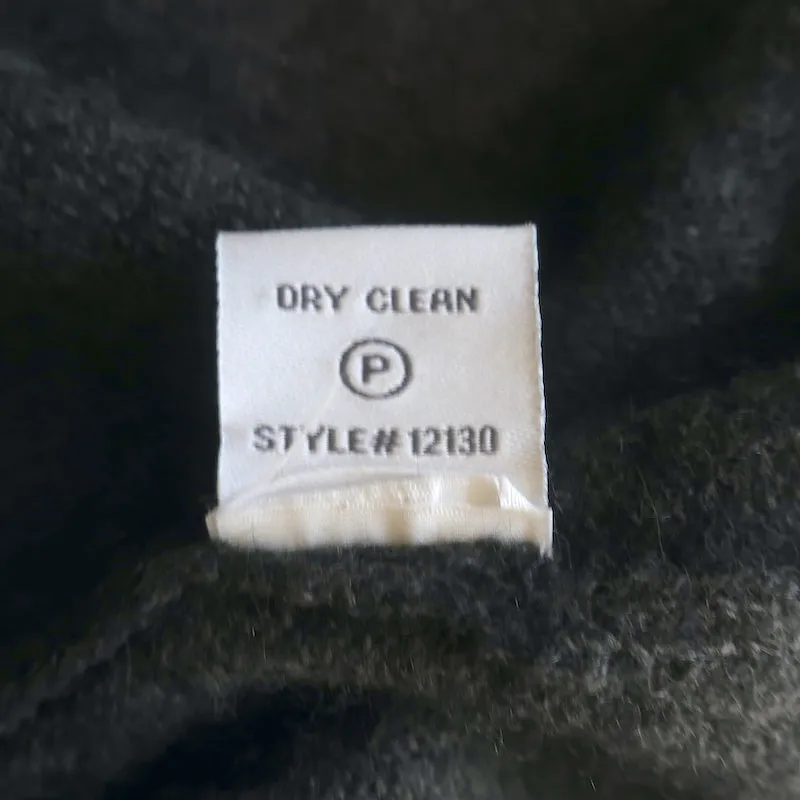 DRY CLEAN
P
STYLE# 12130